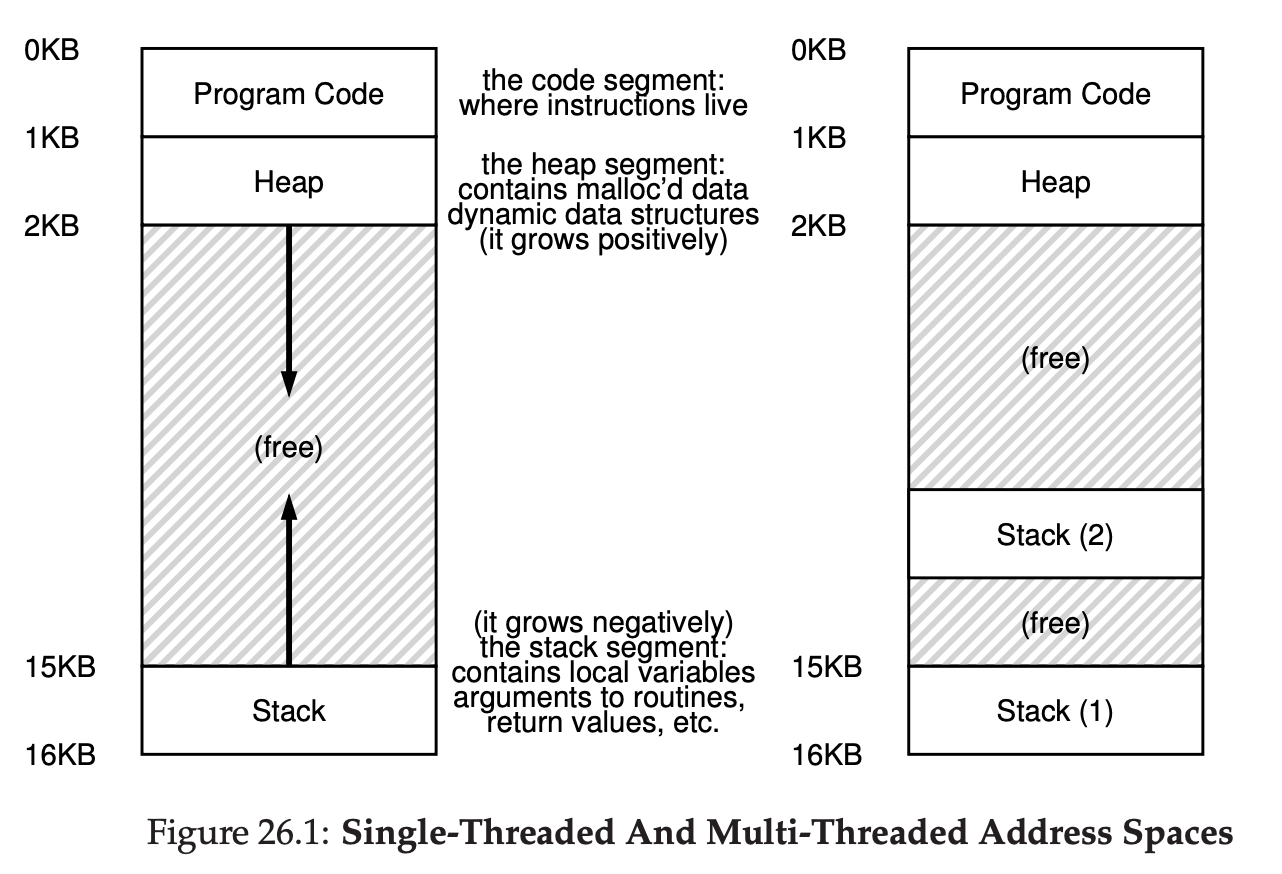 0KB
Program Code
1KB
Heap
2KB
(free)
15KB
Stack
16KB
the code segment:
where instructions live
the heap segment:
contains malloc’d data
dynamic data structures
(it grows positively)
(it grows negatively)
the stack segment:
contains local variables
arguments to routines,
return values, etc.
0KB
Program Code
1KB
Heap
2KB
(free)
Stack (2)
(free)
15KB
Stack (1)
16KB
Figure 26.1: Single-Threaded And Multi-Threaded Address Spaces